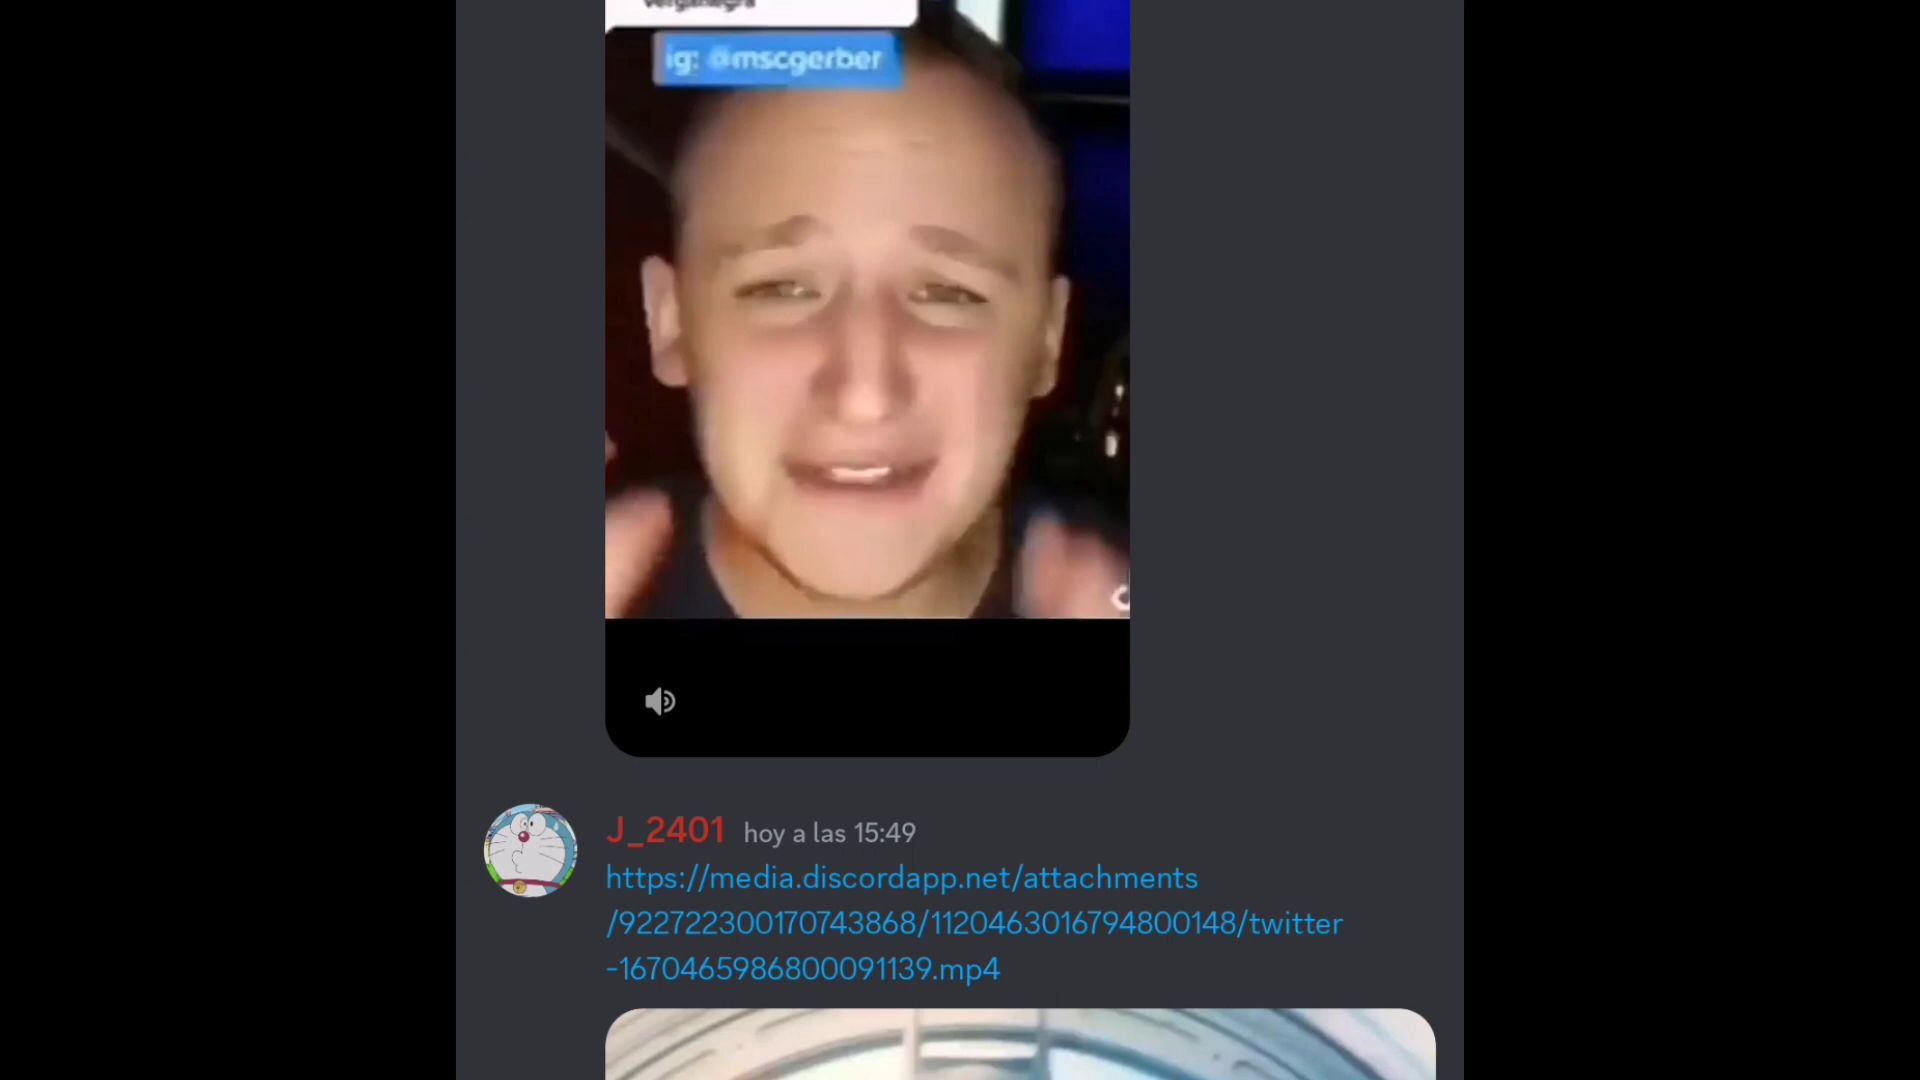 ig: @mscgerber
J_2401 hoy a las 15:49
https://media.discordapp.net/attachments
/922722300170743868/1120463016794800148/twitter
-1670465986800091139.mp4